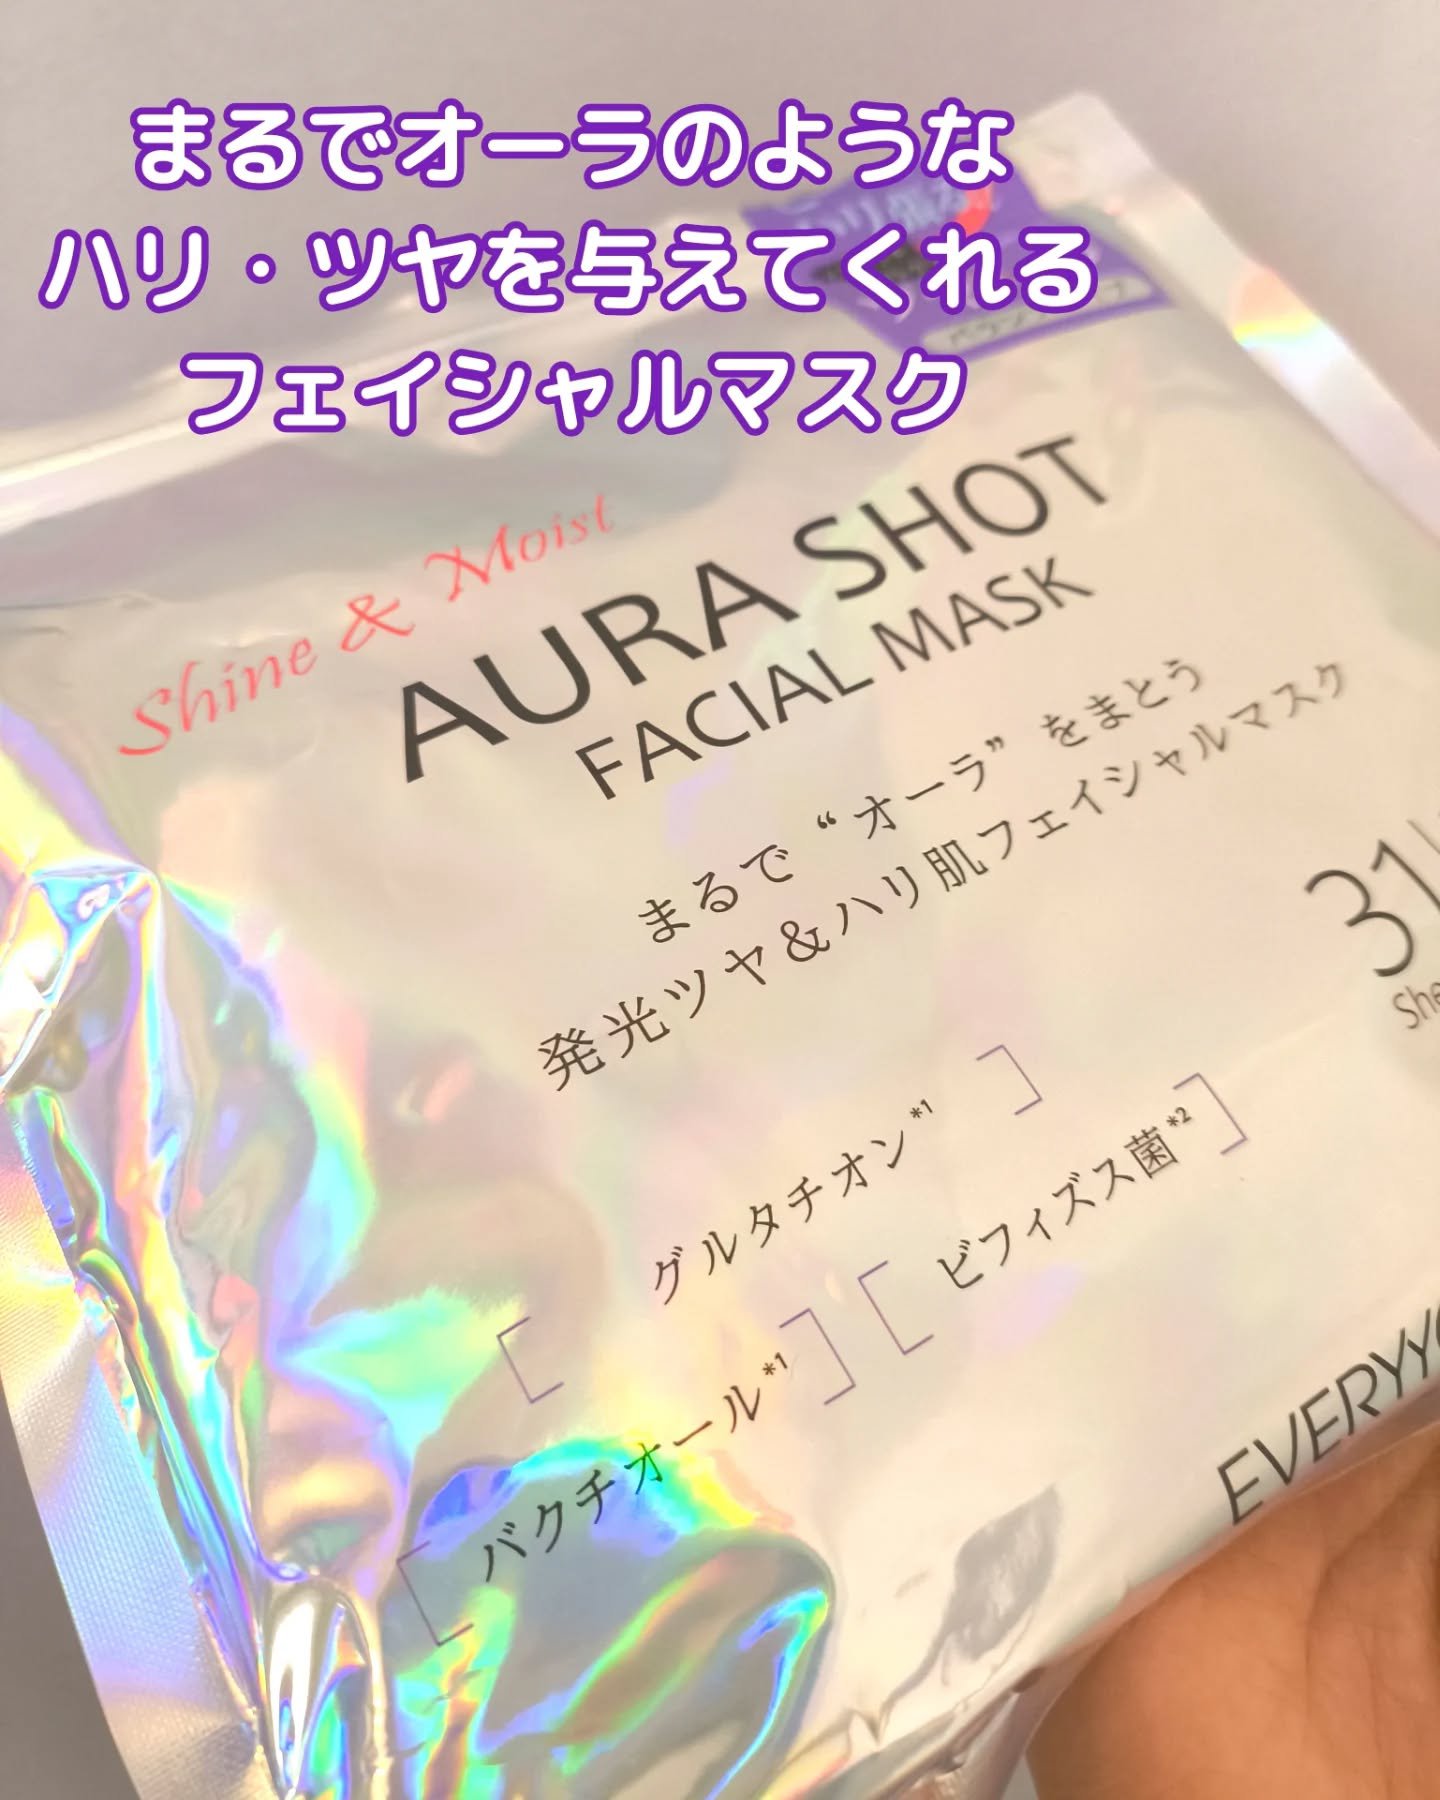 まるでオーラのような
ハリ・ツヤを与えてくれる
フェイシャルマスク
Shine & Moist
AURA SHOT
FACIAL MASK
まるで“オーラ”をまとう
発光ツヤ&ハリ肌フェイシャルマスク
31
グルタチオン*1
ビフィズス菌*2
バクチオール*1